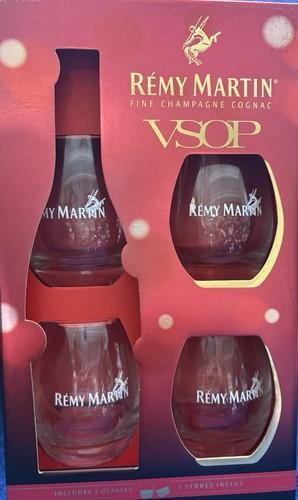 RÉMY MARTIN®
FINE CHAMPAGNE COGNAC
VSOP
MY MARTIN
RÉMY MARTIN
RÉMY MARTIN
RÉMY MARTIN
INCLUDES 2 GLASSES
2 VERRES INCLUS